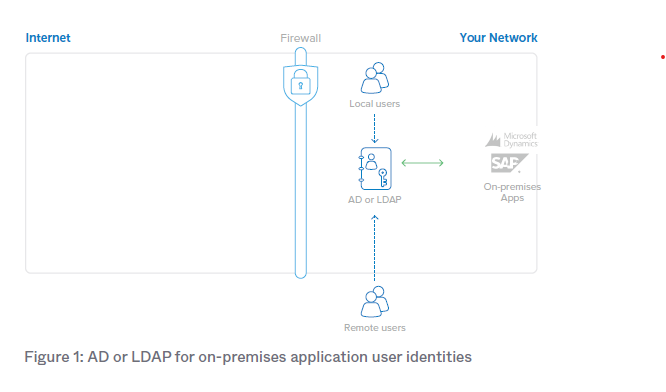 Internet
Firewall
Your Network
Local users
Microsoft
Dynamics
SAP
AD or LDAP
On-premises
Apps
Remote users
Figure 1: AD or LDAP for on-premises application user identities